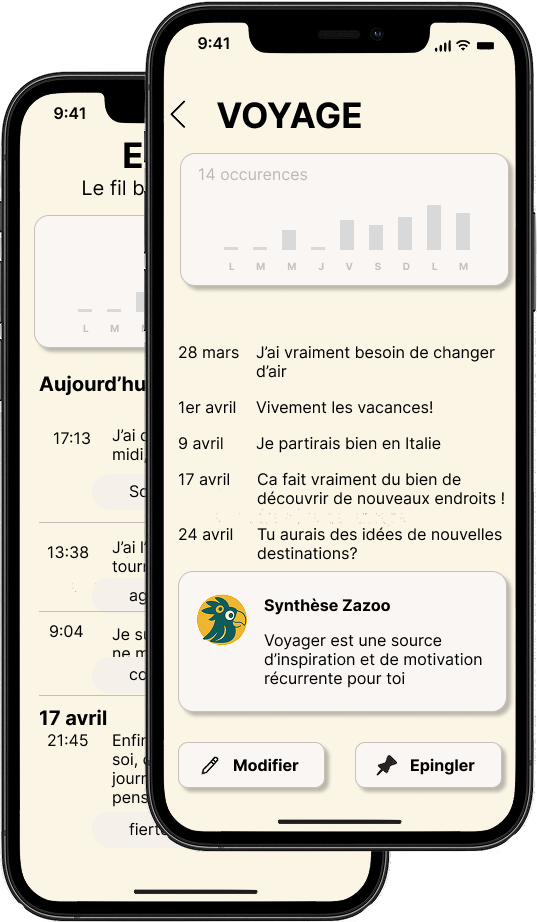 9:41
VOYAGE
14 occurences
L M M J V S D L M
28 mars J'ai vraiment besoin de changer
d'air
1er avril Vivement les vacances!
9 avril Je partirais bien en Italie
17 avril Ca fait vraiment du bien de
découvrir de nouveaux endroits !
24 avril Tu aurais des idées de nouvelles
destinations?
Synthèse Zazoo
Voyager est une source
d'inspiration et de motivation
récurrente pour toi
Modifier Epingler
9:41
Le fil
L M
Aujourd'hu
17:13 J'ai
midi,
13:38 J'ai
tour
ag
9:04 Je
ne
17 avril
21:45 Enfin
soi,
journ
pens
fierté